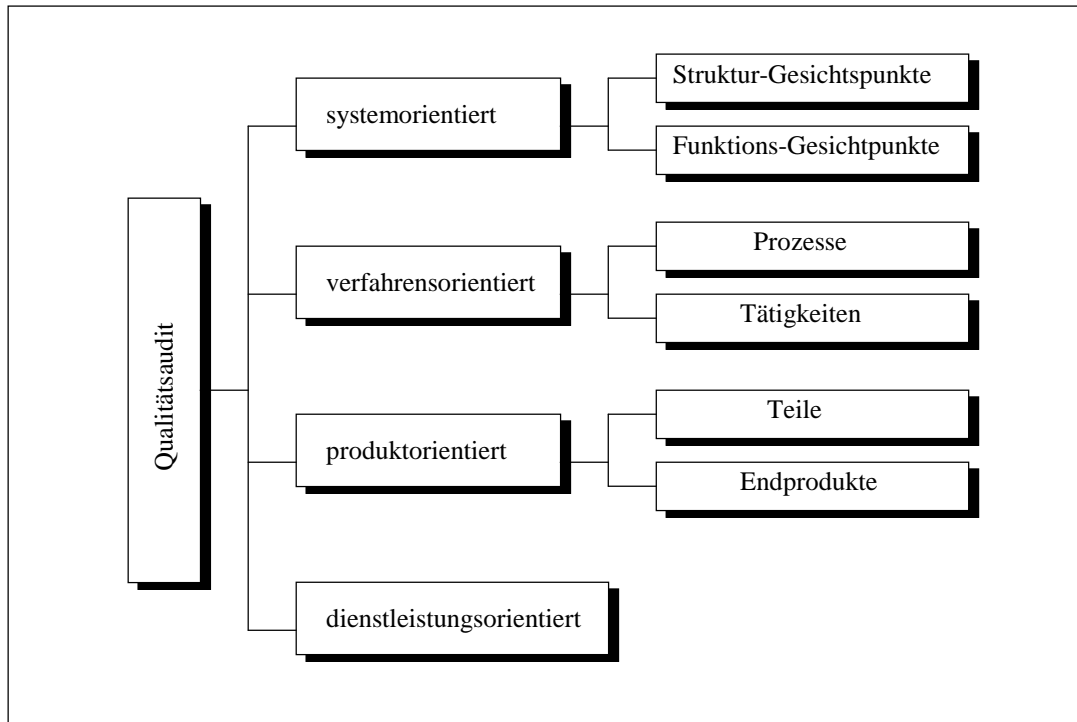 Qualitätsaudit
systemorientiert
Struktur-Gesichtspunkte
Funktions-Gesichtpunkte
verfahrensorientiert
Prozesse
Tätigkeiten
produktorientiert
Teile
Endprodukte
dienstleistungsorientiert